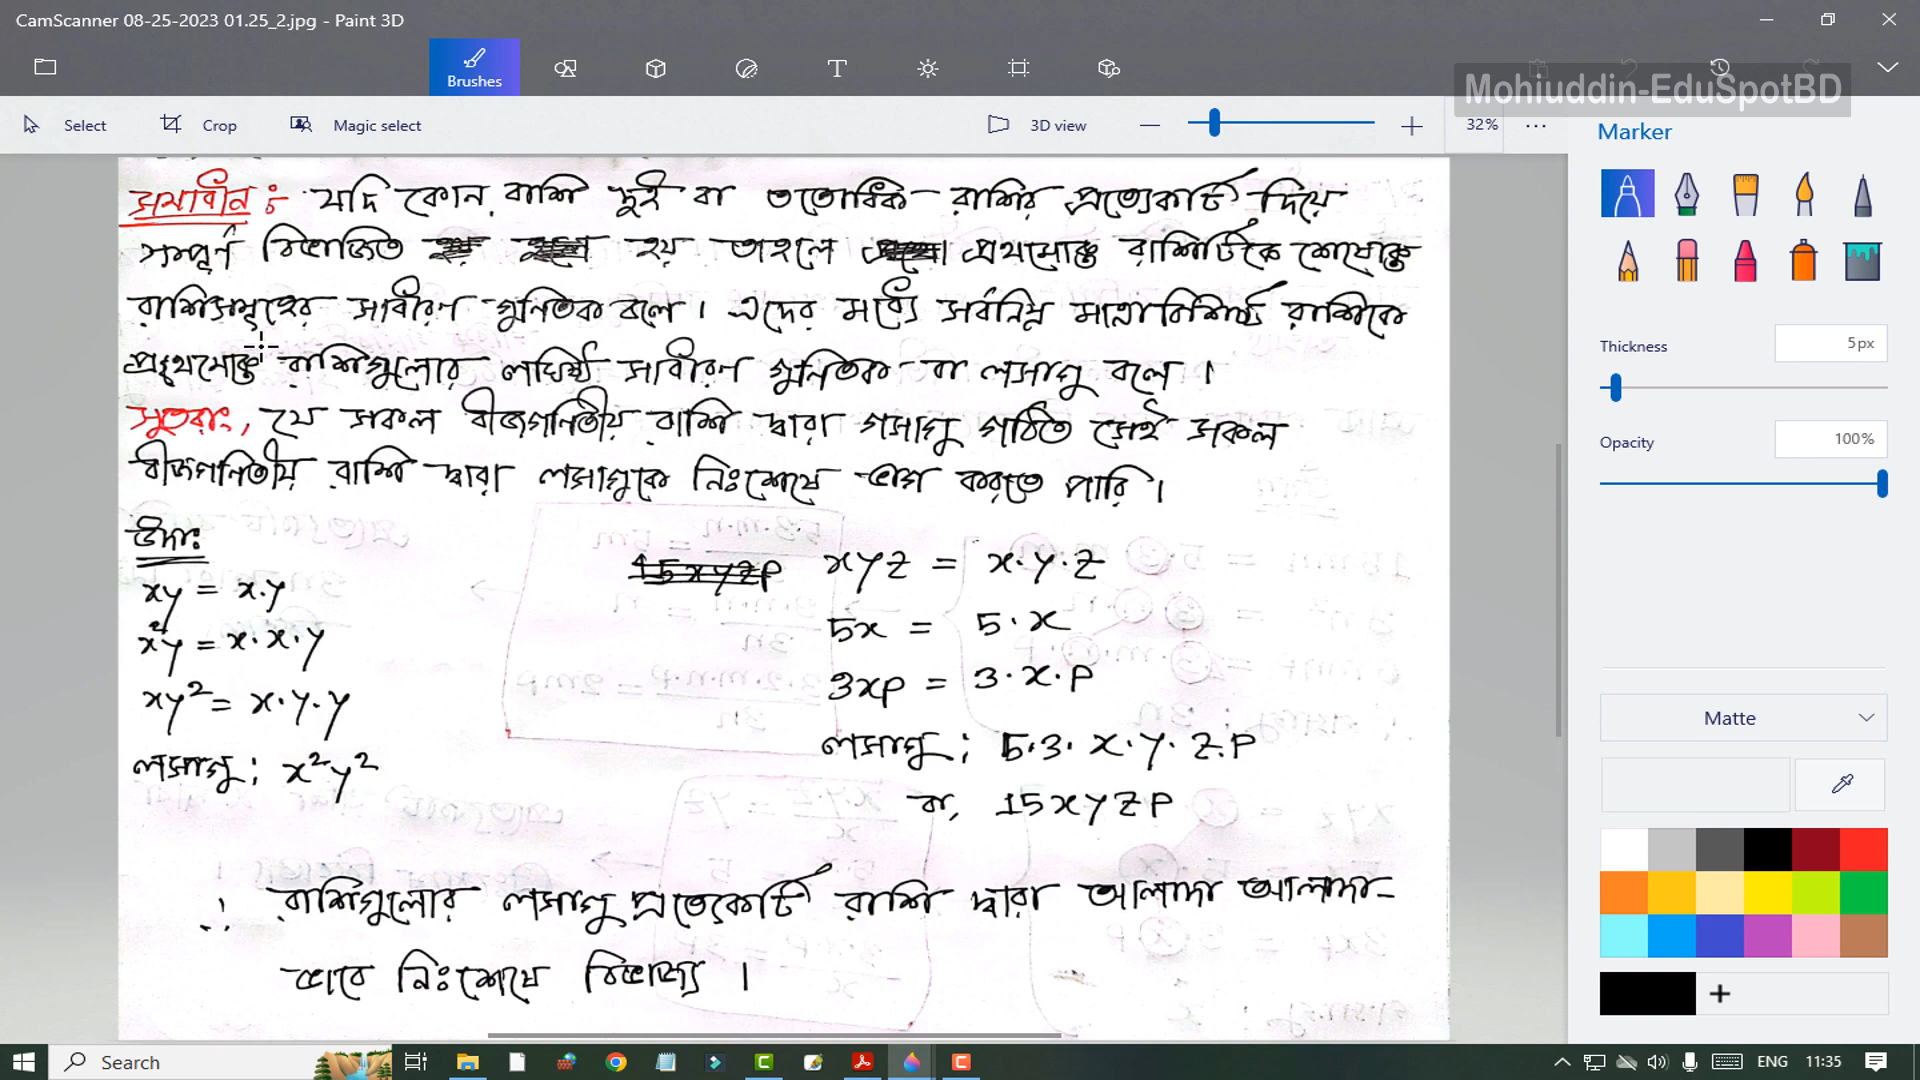 CamScanner 08-25-2023 01.25_2.jpg - Paint 3D
Brushes
Mohiuddin-EduSpotBD
Select Crop Magic select 3D view 32%
Marker
Thickness 5px
Opacity 100%
Matte
সমাধান: যদি কোন রাশি দুই বা ততোধিক রাশির প্রত্যেকটি দিয়ে
সম্পূর্ণ বিভাজিত হয় তাহলে প্রথমোক্ত রাশিটিকে শেষোক্ত
রাশিসমূহের সাধারণ গুনিতক বলে। এদের মধ্যে সর্বনিম্ন মাত্রাবিশিষ্ট রাশিকে
প্রথমোক্ত রাশিগুলোর লঘিষ্ঠ সাধারণ গুনিতক বা লসাগু বলে।
সুতরাং, যে সকল বীজগনিতীয় রাশি দ্বারা লসাগু গঠিত সেই সকল
বীজগনিতীয় রাশি দ্বারা লসাগুকে নিঃশেষে ভাগ করতে পারি।
উদাঃ
xy = x·y
x²y = x·x·y
xy² = x·y·y
লসাগু: x²y²
15xyzp xyz = x·y·z
5x = 5·x
3xp = 3·x·p
লসাগু; 5·3·x·y·z·p
বা, 15xyzp
∴ রাশিগুলোর লসাগু প্রত্যেকটি রাশি দ্বারা আলাদা আলাদা-
ভাবে নিঃশেষে বিভাজ্য।
Search ENG 11:35